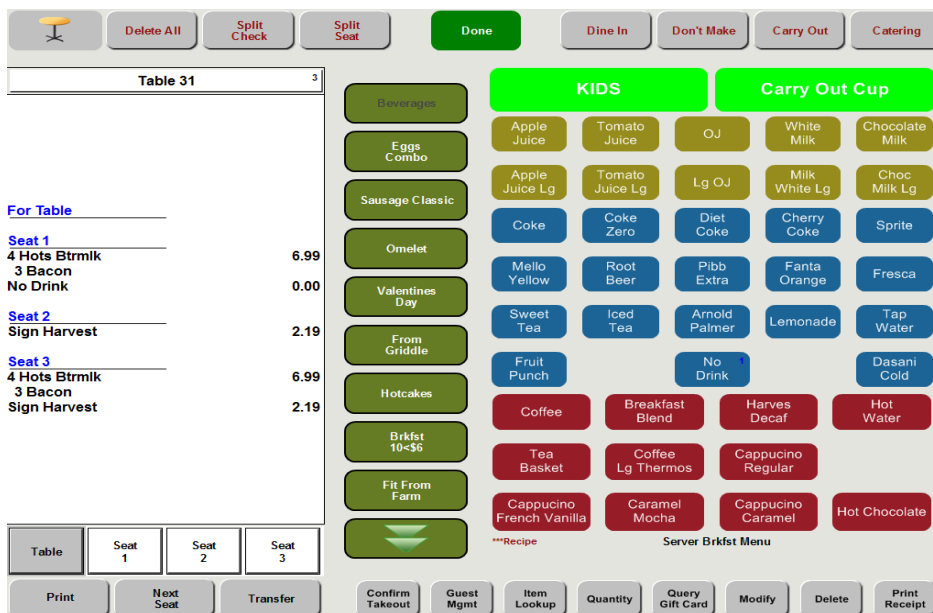 Delete All
Split
Check
Split
Seat
Done
Dine In
Don't Make
Carry Out
Catering
Table 31
3
For Table
Seat 1
4 Hots Btrmlk 6.99
3 Bacon
No Drink 0.00
Seat 2
Sign Harvest 2.19
Seat 3
4 Hots Btrmlk 6.99
3 Bacon
Sign Harvest 2.19
Table
Seat
1
Seat
2
Seat
3
Beverages
Eggs
Combo
Sausage Classic
Omelet
Valentines
Day
From
Griddle
Hotcakes
Brkfst
10<$6
Fit From
Farm
KIDS
Carry Out Cup
Apple
Juice
Tomato
Juice
OJ
White
Milk
Chocolate
Milk
Apple
Juice Lg
Tomato
Juice Lg
Lg OJ
Milk
White Lg
Choc
Milk Lg
Coke
Coke
Zero
Diet
Coke
Cherry
Coke
Sprite
Mello
Yellow
Root
Beer
Pibb
Extra
Fanta
Orange
Fresca
Sweet
Tea
Iced
Tea
Arnold
Palmer
Lemonade
Tap
Water
Fruit
Punch
No
Drink
1
Dasani
Cold
Coffee
Breakfast
Blend
Harves
Decaf
Hot
Water
Tea
Basket
Coffee
Lg Thermos
Cappucino
Regular
Cappucino
French Vanilla
Caramel
Mocha
Cappucino
Caramel
Hot Chocolate
***Recipe
Server Brkfst Menu
Print
Next
Seat
Transfer
Confirm
Takeout
Guest
Mgmt
Item
Lookup
Quantity
Query
Gift Card
Modify
Delete
Print
Receipt